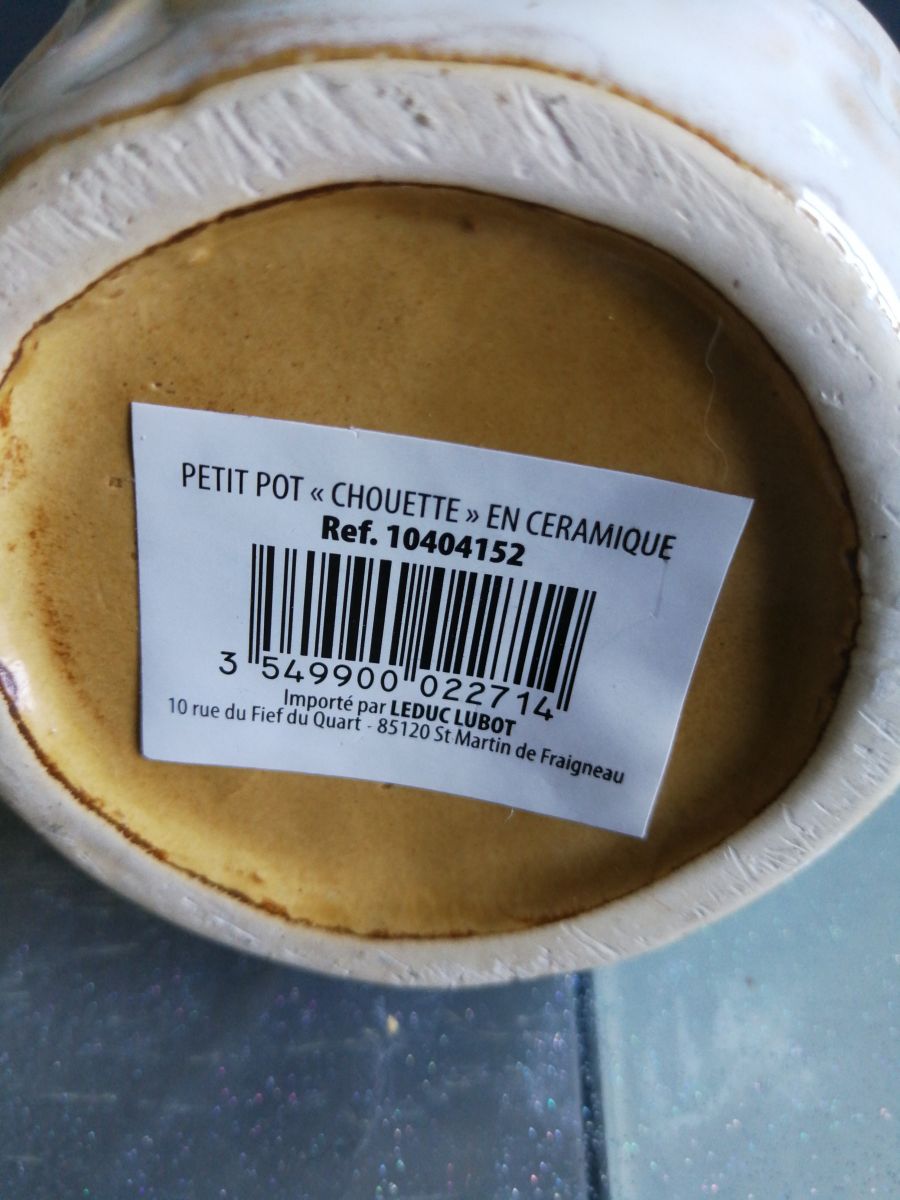 PETIT POT « CHOUETTE » EN CERAMIQUE
Ref. 10404152
3 549900 022714
Importé par LEDUC LUBOT
10 rue du Fief du Quart - 85120 St Martin de Fraigneau